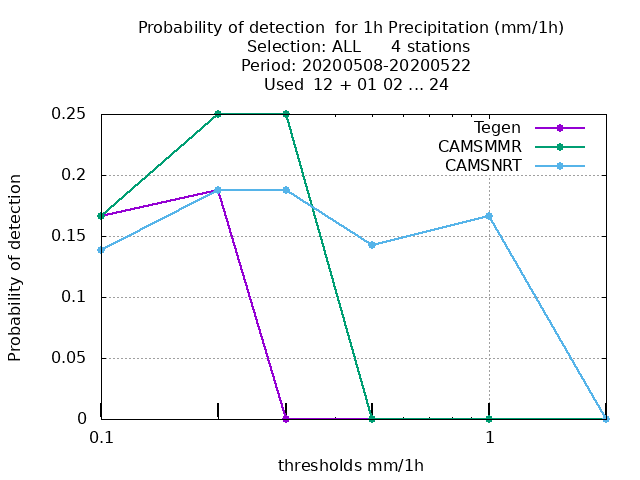 Probability of detection  for 1h Precipitation (mm/1h)
Selection: ALL      4 stations
Period: 20200508-20200522
Used  12 + 01 02 ... 24
Tegen
CAMSMMR
CAMSNRT
Probability of detection
0.25
0.2
0.15
0.1
0.05
0
0.1
1
thresholds mm/1h